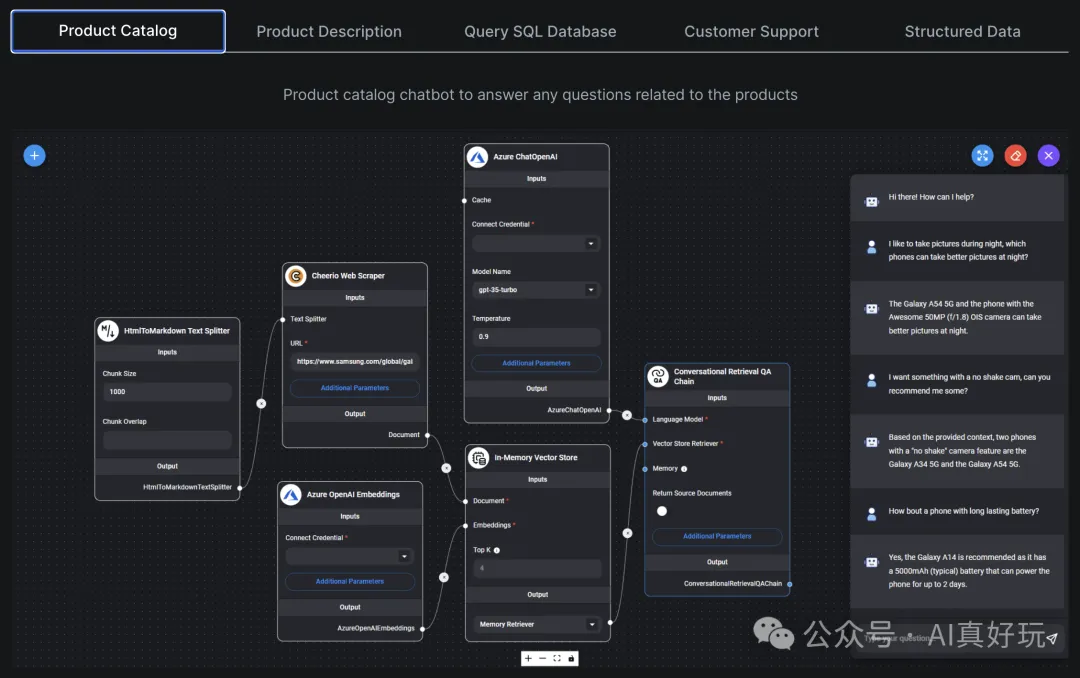 Product Catalog
Product Description
Query SQL Database
Customer Support
Structured Data
Product catalog chatbot to answer any questions related to the products
HtmlToMarkdown Text Splitter
Inputs
Chunk Size
1000
Chunk Overlap
Output
HtmlToMarkdownTextSplitter
Cheerio Web Scraper
Inputs
Text Splitter
URL *
https://www.samsung.com/global/gal
Additional Parameters
Output
Document
Azure OpenAI Embeddings
Inputs
Connect Credential *
Additional Parameters
Output
AzureOpenAIEmbeddings
Azure ChatOpenAI
Inputs
Cache
Connect Credential *
Model Name
gpt-35-turbo
Temperature
0.9
Additional Parameters
Output
AzureChatOpenAI
In-Memory Vector Store
Inputs
Document *
Embeddings *
Top K
4
Output
Memory Retriever
QA
Conversational Retrieval QA
Chain
Inputs
Language Model *
Vector Store Retriever *
Memory
Return Source Documents
Additional Parameters
Output
ConversationalRetrievalQAChain
Hi there! How can I help?
I like to take pictures during night, which
phones can take better pictures at night?
The Galaxy A54 5G and the phone with the
Awesome 50MP (f/1.8) OIS camera can take
better pictures at night.
I want something with a no shake cam, can you
recommend me some?
Based on the provided context, two phones
with a "no shake" camera feature are the
Galaxy A34 5G and the Galaxy A54 5G.
How bout a phone with long lasting battery?
Yes, the Galaxy A14 is recommended as it has
a 5000mAh (typical) battery that can power the
phone for up to 2 days.
Type your question..
公众号 · AI真好玩